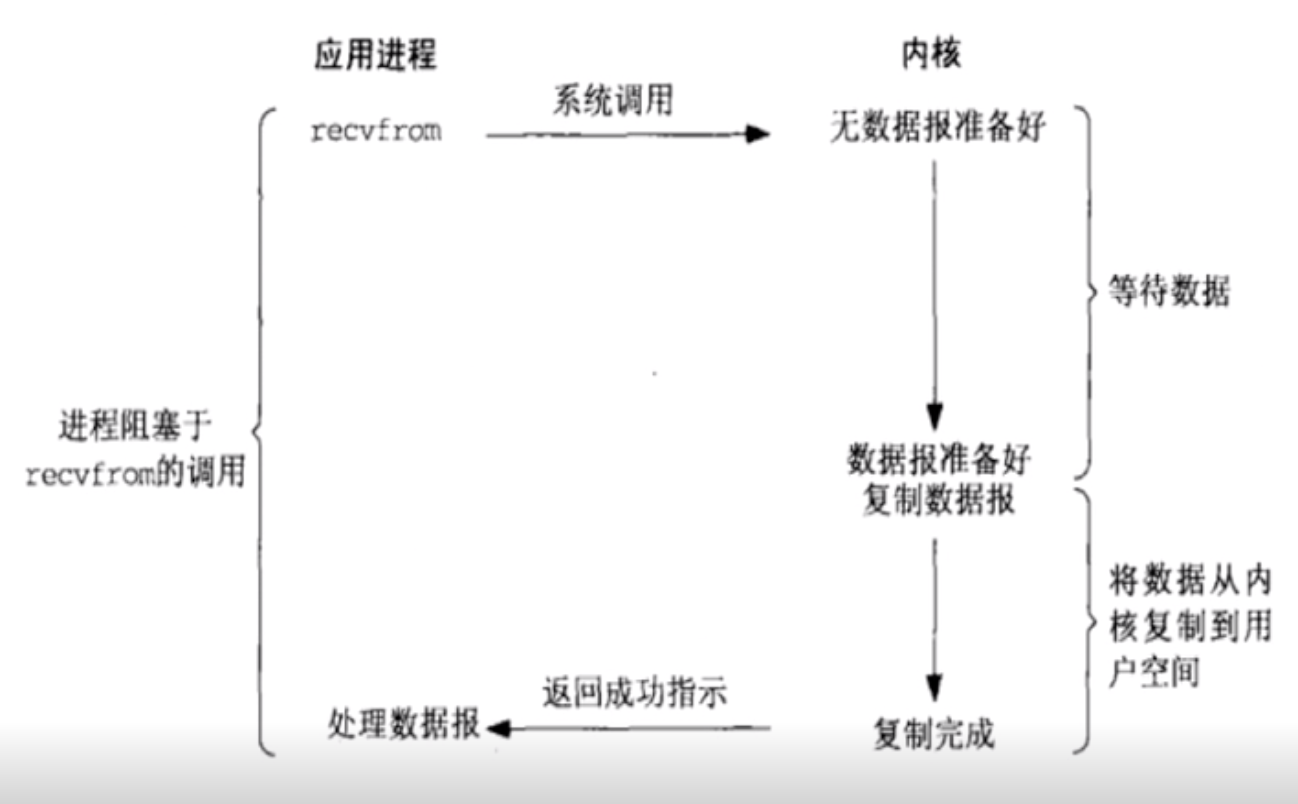 应用进程
内核
系统调用
recvfrom
无数据报准备好
等待数据
进程阻塞于
recvfrom的调用
数据报准备好
复制数据报
将数据从内
核复制到用
户空间
返回成功指示
处理数据报
复制完成